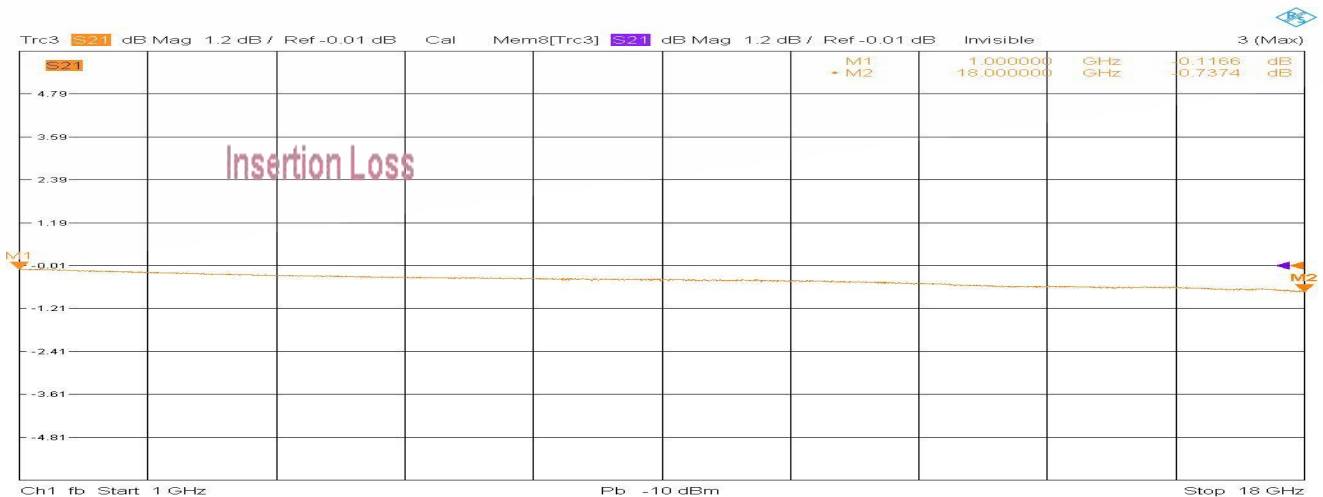 Trc3 S21 dB Mag 1.2 dB / Ref -0.01 dB Cal Mem8[Trc3] S21 dB Mag 1.2 dB / Ref -0.01 dB Invisible 3 (Max)
S21
M1 1.000000 GHz -0.1166 dB
• M2 18.000000 GHz -0.7374 dB
4.79
3.59
Insertion Loss
2.39
1.19
M1
-0.01
M2
-1.21
-2.41
-3.61
-4.81
Ch1 fb Start 1 GHz Pb -10 dBm Stop 18 GHz